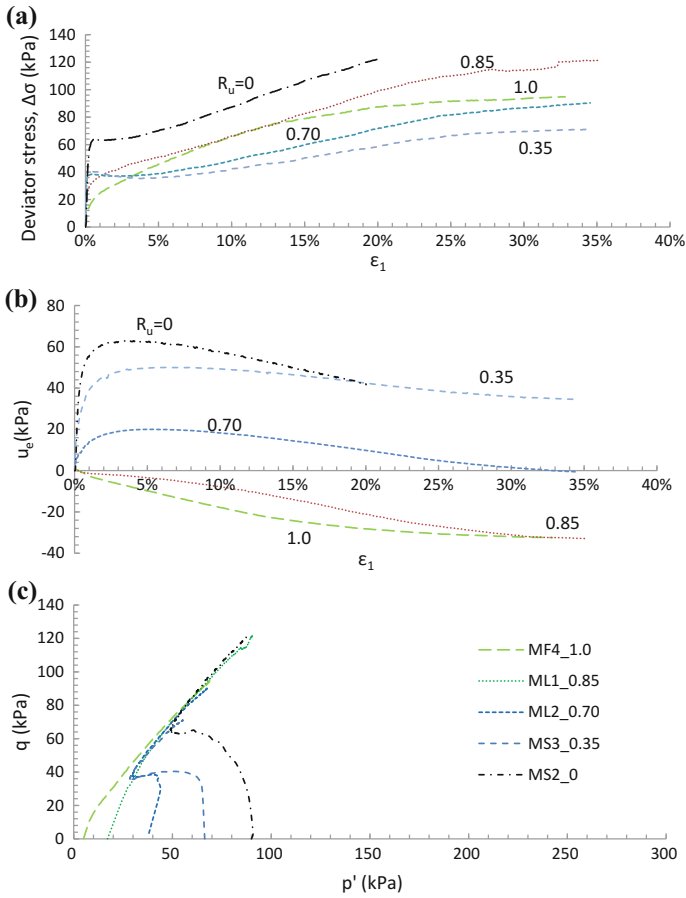 (a)
140
120
100
80
60
40
20
0
Deviator stress, Δσ (kPa)
R_u=0
0.85
1.0
0.70
0.35
0% 5% 10% 15% 20% 25% 30% 35% 40%
ε_1
(b)
80
60
40
20
0
-20
-40
u_e(kPa)
R_u=0
0.35
0.70
0% 5% 10% 15% 20% 25% 30% 35% 40%
0.85
1.0
ε_1
(c)
140
120
100
80
60
40
20
0
q (kPa)
MF4_1.0
ML1_0.85
ML2_0.70
MS3_0.35
MS2_0
0 50 100 150 200 250 300
p' (kPa)